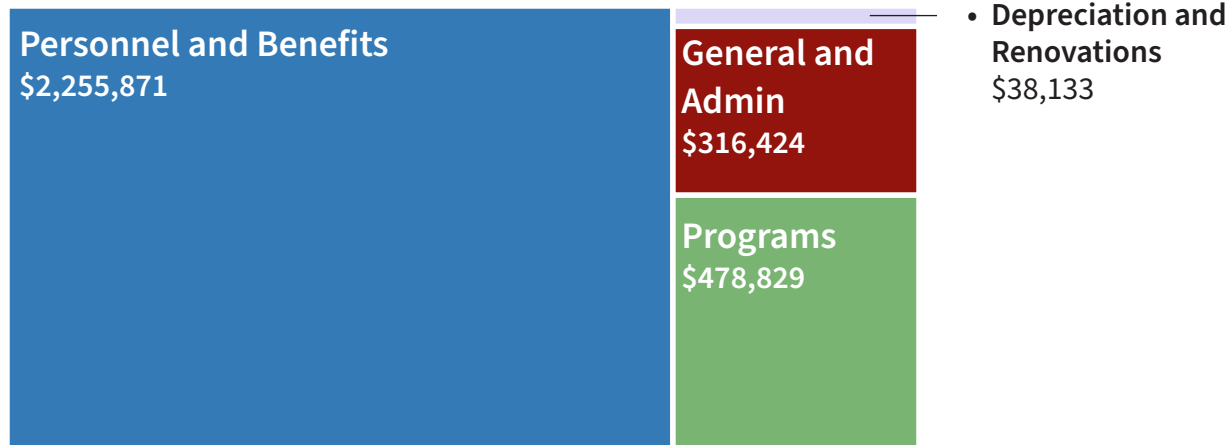 Personnel and Benefits
$2,255,871
General and
Admin
$316,424
Programs
$478,829
• Depreciation and
Renovations
$38,133